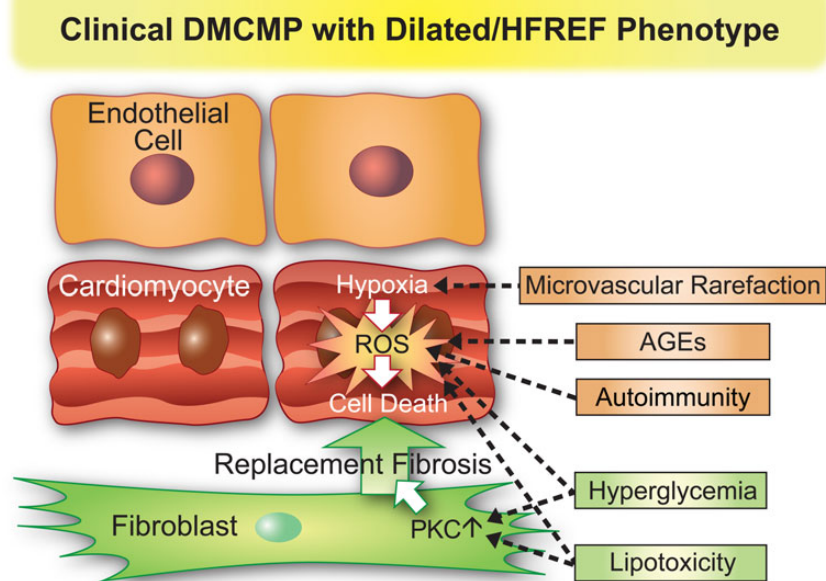 Clinical DMCMP with Dilated/HFREF Phenotype
Endothelial
Cell
Cardiomyocyte
Hypoxia
Microvascular Rarefaction
ROS
AGEs
Cell Death
Autoimmunity
Replacement Fibrosis
Hyperglycemia
Fibroblast
PKC↑
Lipotoxicity